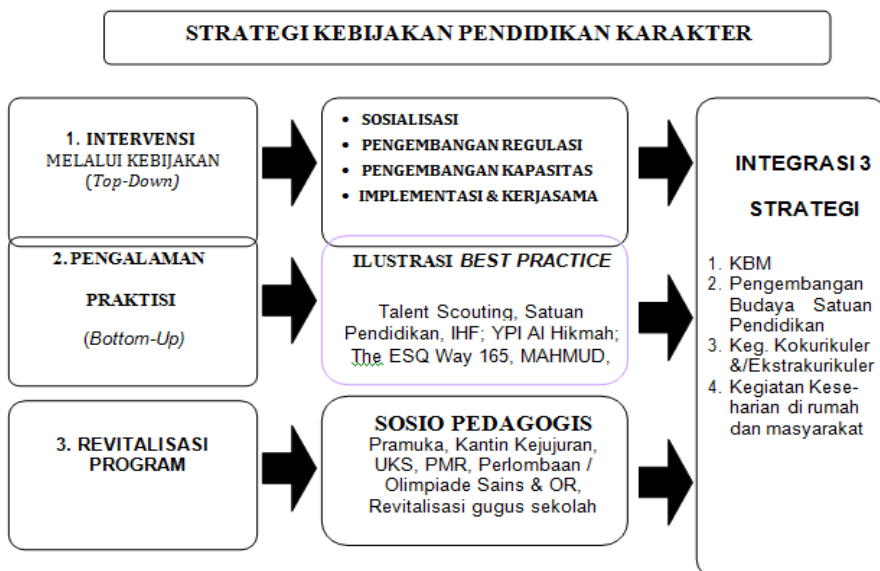 STRATEGI KEBIJAKAN PENDIDIKAN KARAKTER
1. INTERVENSI
MELALUI KEBIJAKAN
(Top-Down)
• SOSIALISASI
• PENGEMBANGAN REGULASI
• PENGEMBANGAN KAPASITAS
• IMPLEMENTASI & KERJASAMA
2. PENGALAMAN
PRAKTISI
(Bottom-Up)
ILUSTRASI BEST PRACTICE
Talent Scouting, Satuan
Pendidikan, IHF; YPI Al Hikmah;
The ESQ Way 165, MAHMUD,
3. REVITALISASI
PROGRAM
SOSIO PEDAGOGIS
Pramuka, Kantin Kejujuran,
UKS, PMR, Perlombaan /
Olimpiade Sains & OR,
Revitalisasi gugus sekolah
INTEGRASI 3
STRATEGI
1. KBM
2. Pengembangan
Budaya Satuan
Pendidikan
3. Keg. Kokurikuler
&/Ekstrakurikuler
4. Kegiatan Kese-
harian di rumah
dan masyarakat